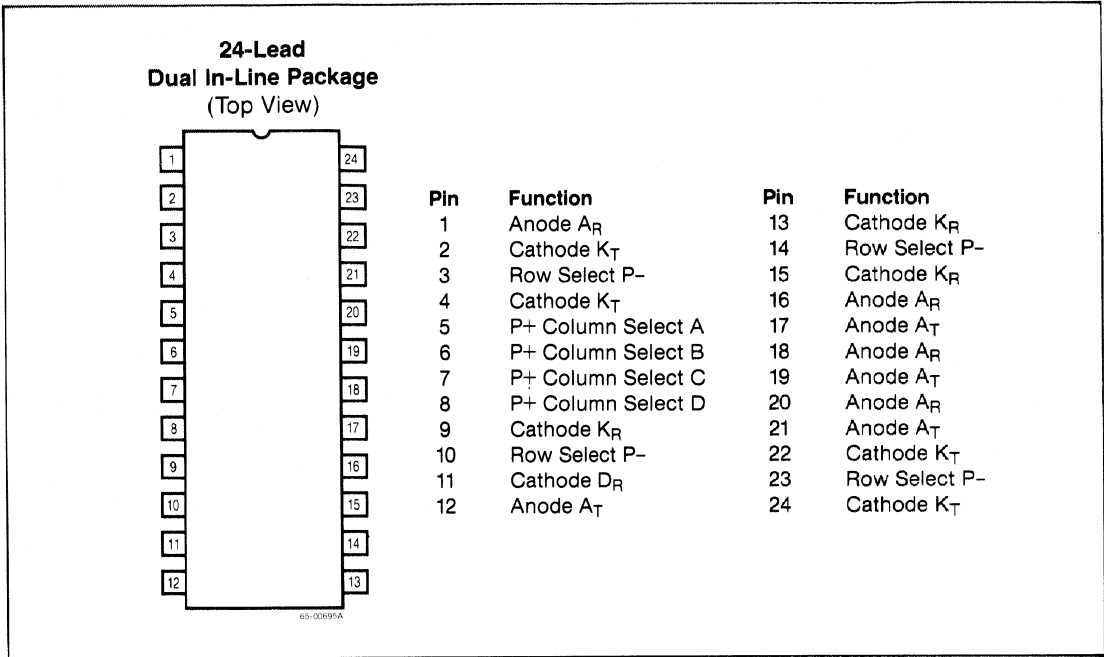 24-Lead
Dual In-Line Package
(Top View)
1 24
2 23
3 22
4 21
5 20
6 19
7 18
8 17
9 16
10 15
11 14
12 13
65-00695A
Pin Function
1 Anode AR
2 Cathode KT
3 Row Select P–
4 Cathode KT
5 P+ Column Select A
6 P+ Column Select B
7 P+ Column Select C
8 P+ Column Select D
9 Cathode KR
10 Row Select P–
11 Cathode DR
12 Anode AT
Pin Function
13 Cathode KR
14 Row Select P–
15 Cathode KR
16 Anode AR
17 Anode AT
18 Anode AR
19 Anode AT
20 Anode AR
21 Anode AT
22 Cathode KT
23 Row Select P–
24 Cathode KT